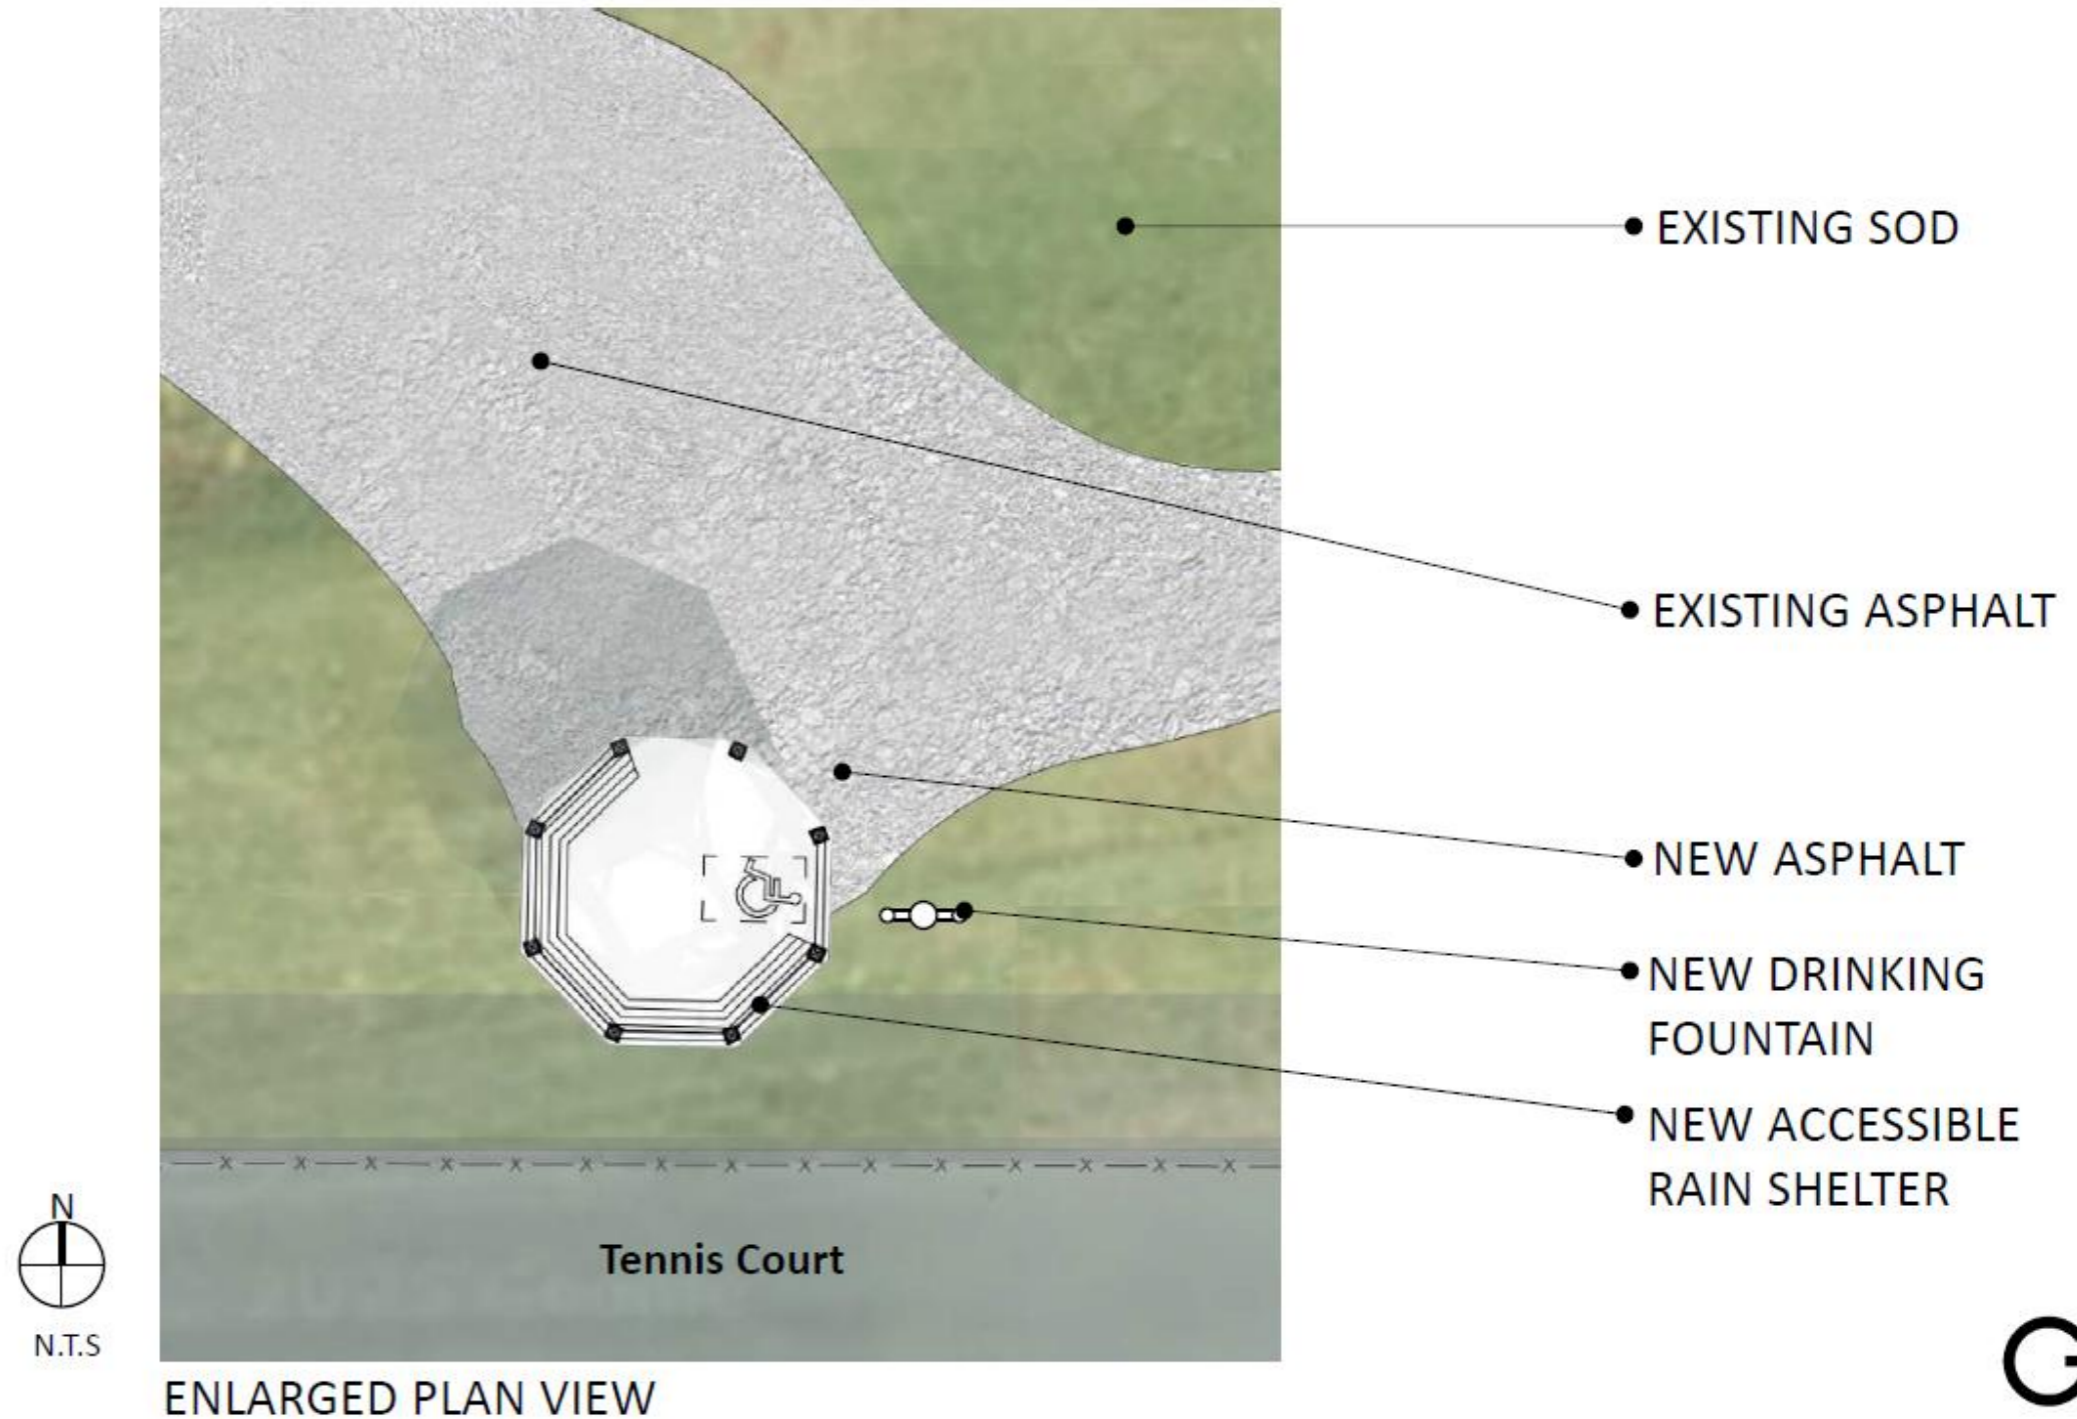 EXISTING SOD
EXISTING ASPHALT
NEW ASPHALT
NEW DRINKING
FOUNTAIN
NEW ACCESSIBLE
RAIN SHELTER
N
N.T.S
Tennis Court
ENLARGED PLAN VIEW